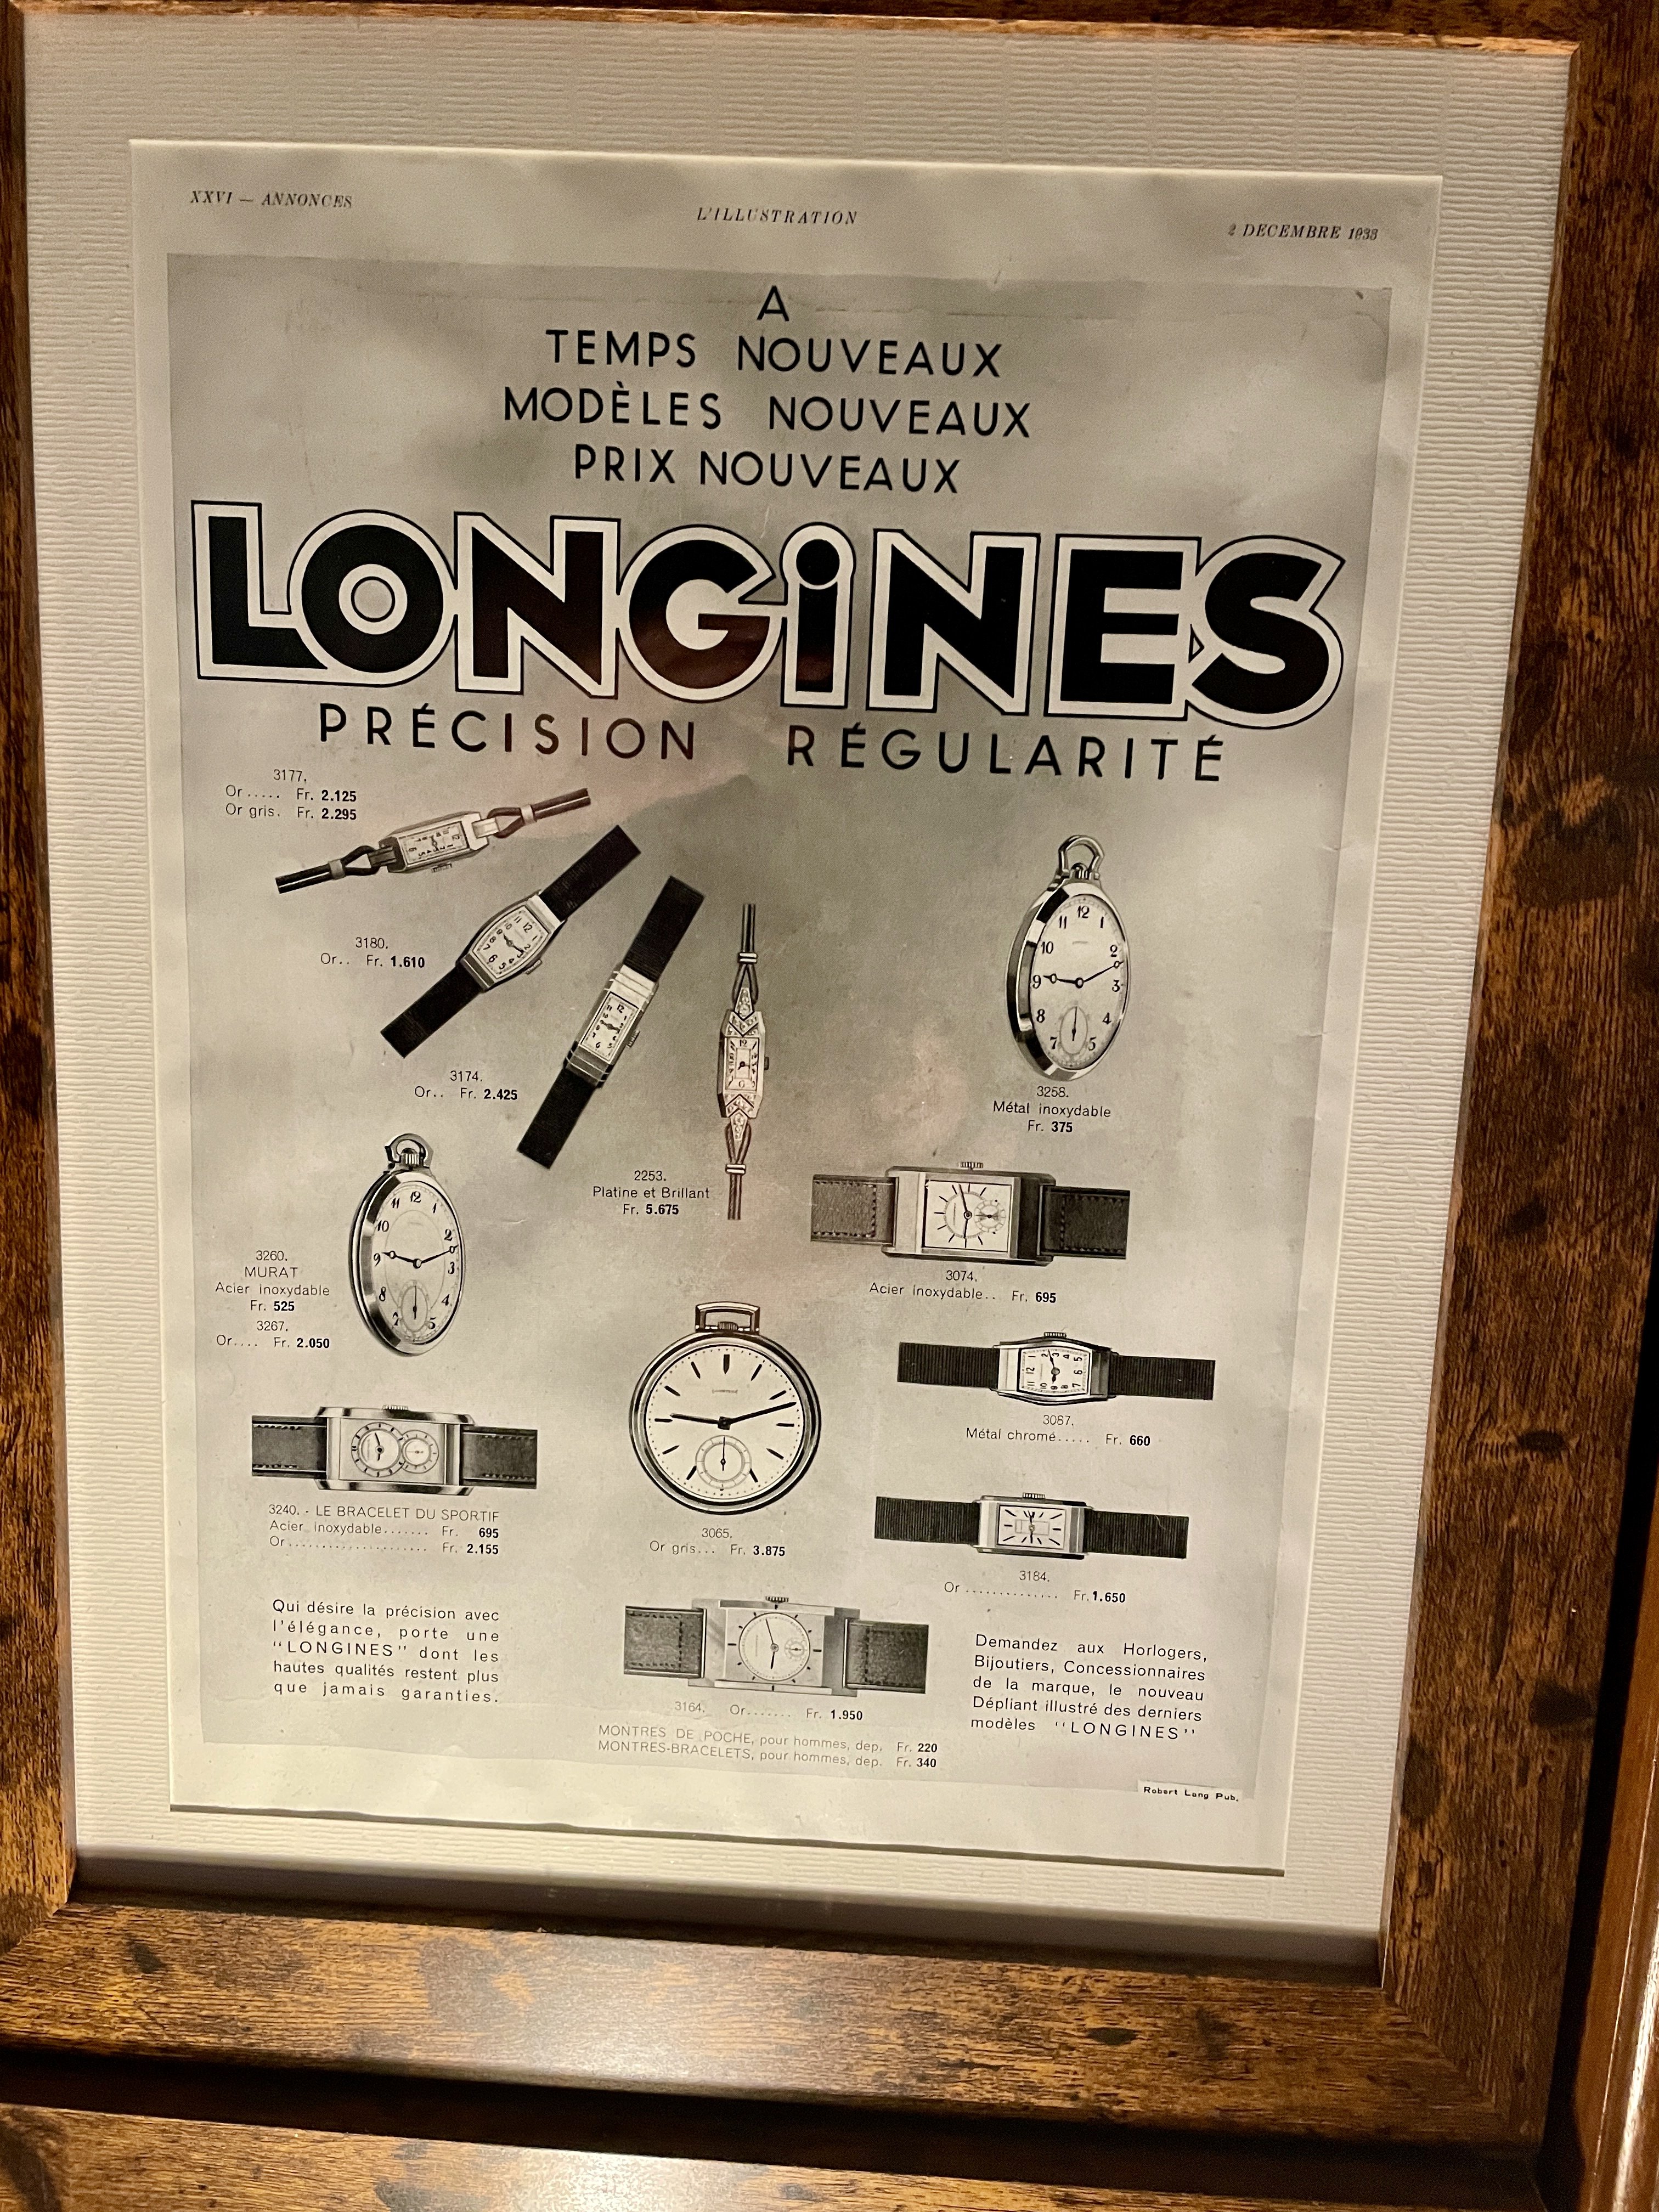 XXVI — ANNONCES
L'ILLUSTRATION
2 DECEMBRE 1933
A
TEMPS NOUVEAUX
MODÈLES NOUVEAUX
PRIX NOUVEAUX
LONGiNES
PRÉCISION RÉGULARITÉ
3177.
Or ..... Fr. 2.125
Or gris. Fr. 2.295
3180.
Or.. Fr. 1.610
3174.
Or.. Fr. 2.425
2253.
Platine et Brillant
Fr. 5.675
3258.
Métal inoxydable
Fr. 375
3260.
MURAT
Acier inoxydable
Fr. 525
3267.
Or.... Fr. 2.050
3074.
Acier inoxydable.. Fr. 695
3087.
Métal chromé..... Fr. 660
3240. - LE BRACELET DU SPORTIF
Acier inoxydable....... Fr. 695
Or..................... Fr. 2.155
3065.
Or gris... Fr. 3.875
3184.
Or .............. Fr. 1.650
Qui désire la précision avec
l'élégance, porte une
"LONGINES" dont les
hautes qualités restent plus
que jamais garanties.
3164. Or....... Fr. 1.950
MONTRES DE POCHE, pour hommes, dep. Fr. 220
MONTRES-BRACELETS, pour hommes, dep. Fr. 340
Demandez aux Horlogers,
Bijoutiers, Concessionnaires
de la marque, le nouveau
Dépliant illustré des derniers
modèles "LONGINES"
Robert Lang Pub.